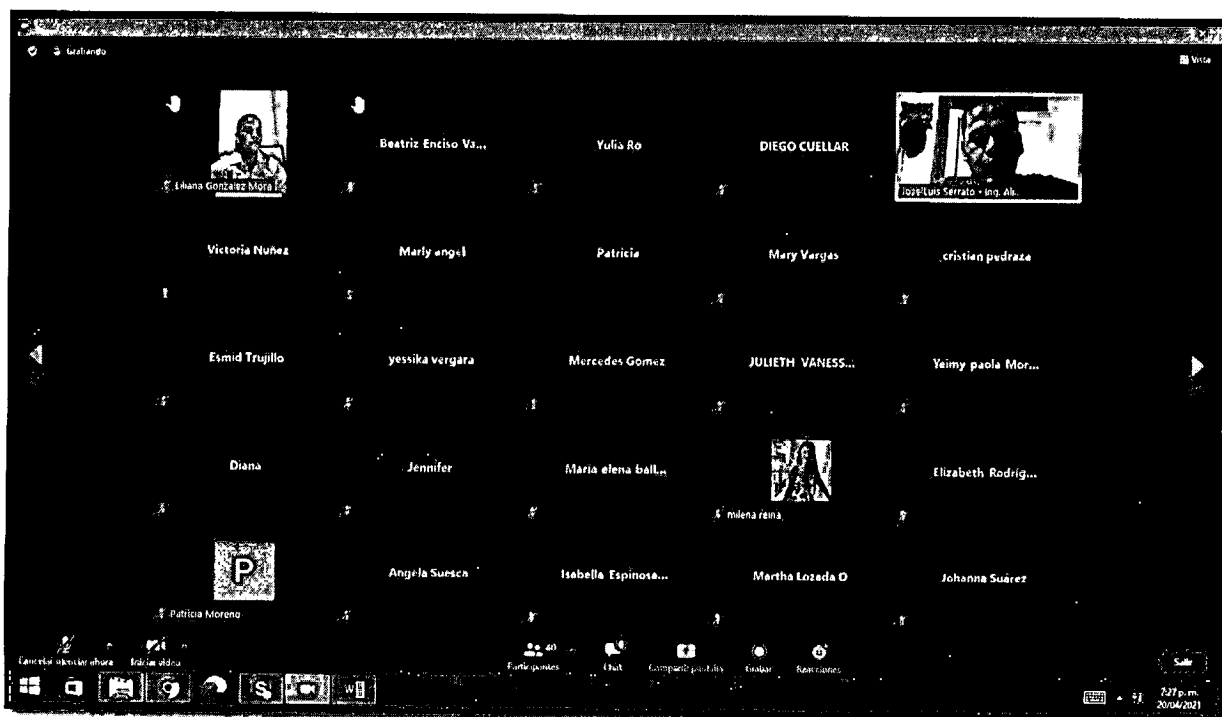 Grabando
Vista
Liliana Gonzalez Mora
Beatriz Enciso Va...
Yulia Ro
DIEGO CUELLAR
Jose Luis Serrato - Ing. Ali...
Victoria Nuñez
Marly angel
Patricia
Mary Vargas
cristian pedraza
Esmid Trujillo
yessika vergara
Mercedes Gomez
JULIETH VANESS...
Yeimy paola Mor...
Diana
Jennifer
Maria elena ball...
milena reina
Elizabeth Rodríg...
P
Patricia Moreno
Angela Suesca
Isabella Espinosa...
Martha Lozada O
Johanna Suárez
Cancelar silenciar ahora
Iniciar video
40
Participantes
Chat
Compartir pantalla
Grabar
Reacciones
Salir
7:27 p. m.
20/04/2021